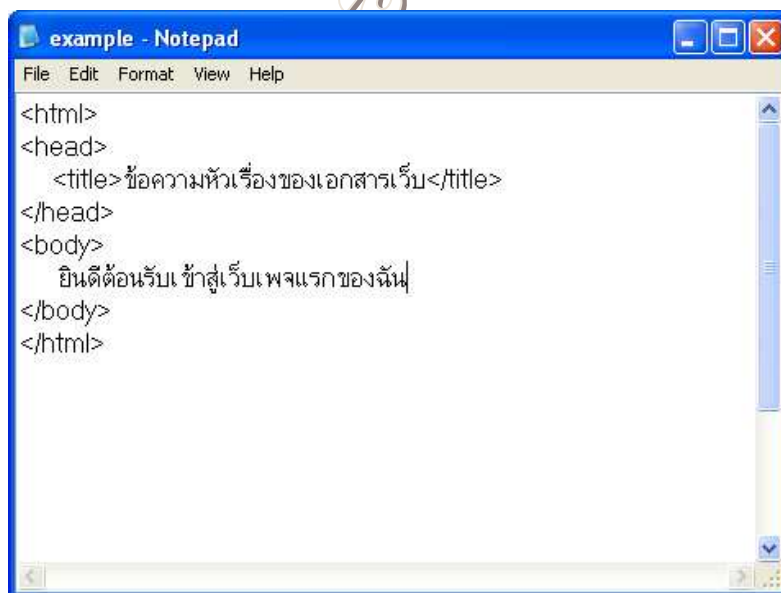 example - Notepad
File Edit Format View Help
<html>
<head>
<title>ข้อความหัวเรื่องของเอกสารเว็บ</title>
</head>
<body>
ยินดีต้อนรับเข้าสู่เว็บเพจแรกของฉัน
</body>
</html>